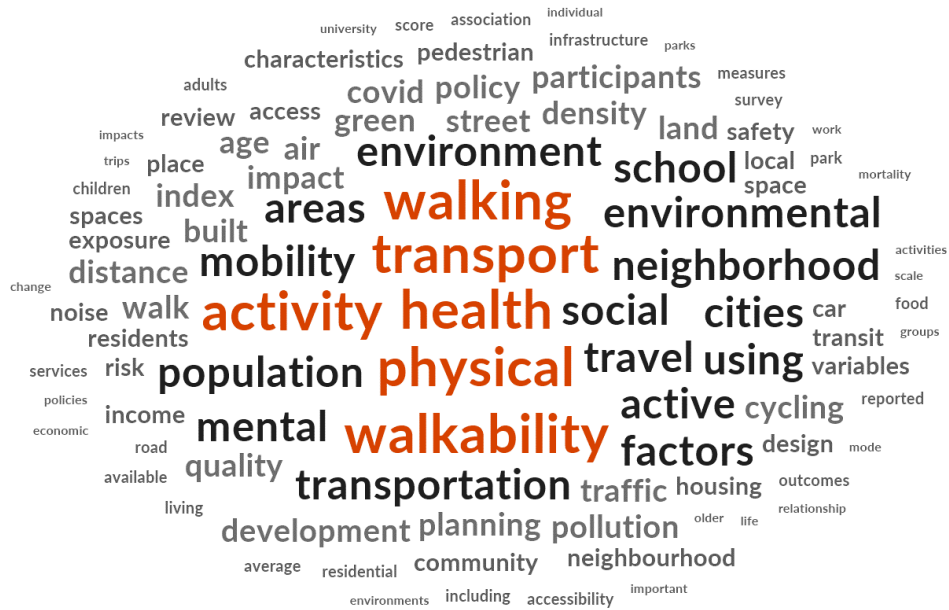 individual
university score association
infrastructure parks
characteristics pedestrian
adults covid policy participants measures
review access green street density survey
impacts age air environment land safety work
trips place impact school local park
children index areas walking space mortality
spaces built environmental
exposure mobility transport neighborhood activities
change distance scale
noise walk activity health social cities car food
residents transit groups
services risk population physical travel using variables
policies income active cycling reported
economic mental walkability factors design mode
road quality
available transportation traffic housing outcomes
living relationship
development planning pollution older life
average residential community neighbourhood
environments including accessibility important